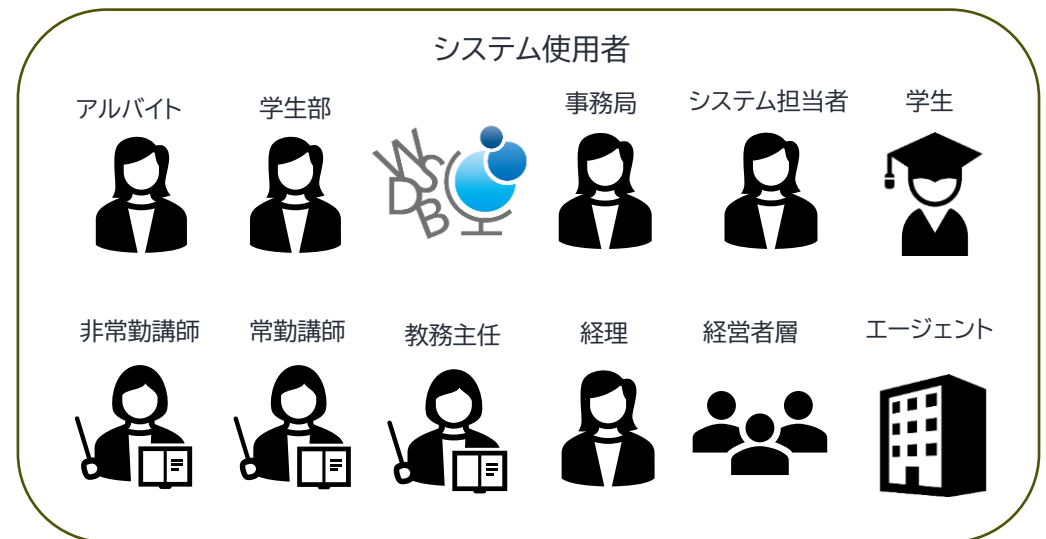 システム使用者
アルバイト
学生部
WSDB
事務局
システム担当者
学生
非常勤講師
常勤講師
教務主任
経理
経営者層
エージェント